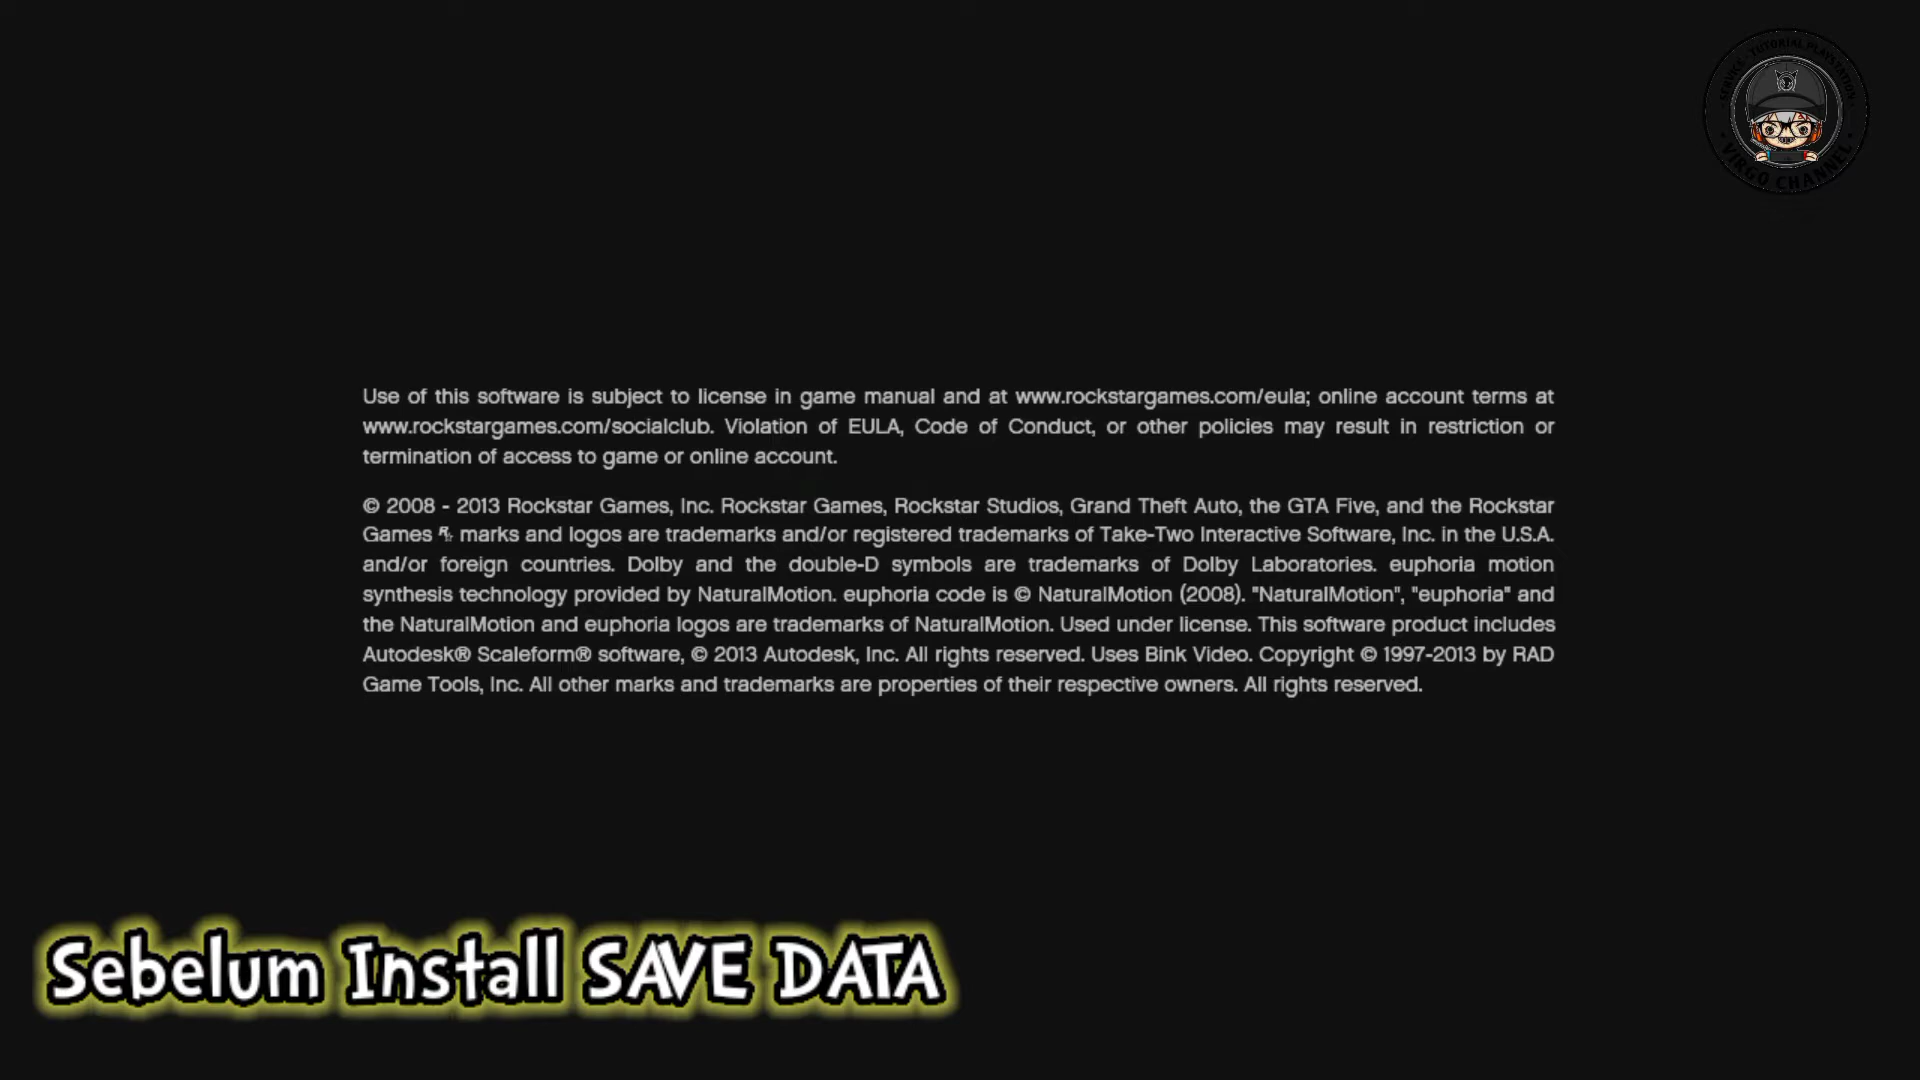 SERVICE - TUTORIAL PLAYSTATION
VIRGO CHANNEL
Use of this software is subject to license in game manual and at www.rockstargames.com/eula; online account terms at
www.rockstargames.com/socialclub. Violation of EULA, Code of Conduct, or other policies may result in restriction or
termination of access to game or online account.
© 2008 - 2013 Rockstar Games, Inc. Rockstar Games, Rockstar Studios, Grand Theft Auto, the GTA Five, and the Rockstar
Games R* marks and logos are trademarks and/or registered trademarks of Take-Two Interactive Software, Inc. in the U.S.A.
and/or foreign countries. Dolby and the double-D symbols are trademarks of Dolby Laboratories. euphoria motion
synthesis technology provided by NaturalMotion. euphoria code is © NaturalMotion (2008). "NaturalMotion", "euphoria" and
the NaturalMotion and euphoria logos are trademarks of NaturalMotion. Used under license. This software product includes
Autodesk® Scaleform® software, © 2013 Autodesk, Inc. All rights reserved. Uses Bink Video. Copyright © 1997-2013 by RAD
Game Tools, Inc. All other marks and trademarks are properties of their respective owners. All rights reserved.
Sebelum Install SAVE DATA